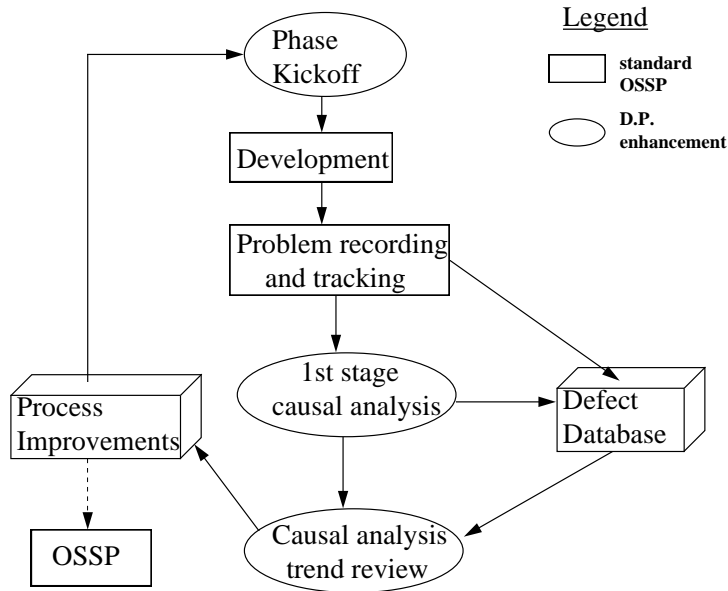 Phase
Kickoff
Legend
standard
OSSP
D.P.
enhancement
Development
Problem recording
and tracking
1st stage
causal analysis
Process
Improvements
Defect
Database
OSSP
Causal analysis
trend review